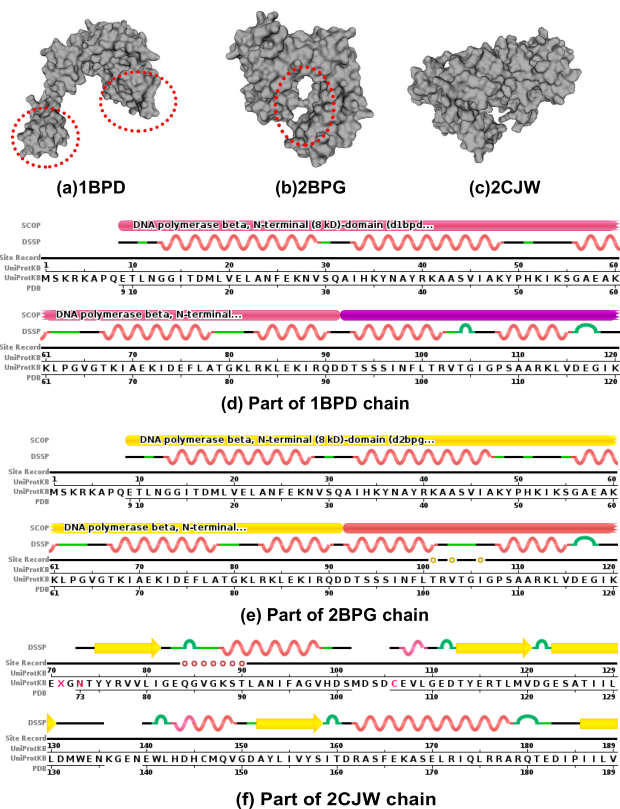 (a)1BPD
(b)2BPG
(c)2CJW
SCOP DNA polymerase beta, N-terminal (8 kD)-domain (d1bpd...
DSSP
Site Record
UniProtKB 1 10 20 30 40 50 60
UniProtKB MSKRKAPQETLNGGITDMLVELANFEKNVSQAIHKYNAYRKAASVIAKYPHKIKSGAEAK
PDB 9 10 20 30 40 50 60
SCOP DNA polymerase beta, N-terminal...
DSSP
Site Record
UniProtKB 61 70 80 90 100 110 120
UniProtKB KLPGVGTKIAEKIDEFLATGKLRKLEKIRQDDTSSSINFLTRVTGIGPSAARKLVDEGIK
PDB 61 70 80 90 100 110 120
(d) Part of 1BPD chain
SCOP DNA polymerase beta, N-terminal (8 kD)-domain (d2bpg...
DSSP
Site Record
UniProtKB 1 10 20 30 40 50 60
UniProtKB MSKRKAPQETLNGGITDMLVELANFEKNVSQAIHKYNAYRKAASVIAKYPHKIKSGAEAK
PDB 9 10 20 30 40 50 60
SCOP DNA polymerase beta, N-terminal...
DSSP
Site Record
UniProtKB 61 70 80 90 100 110 120
UniProtKB KLPGVGTKIAEKIDEFLATGKLRKLEKIRQDDTSSSINFLTRVTGIGPSAARKLVDEGIK
PDB 61 70 80 90 100 110 120
(e) Part of 2BPG chain
DSSP
Site Record
UniProtKB 70 80 90 100 110 120 129
UniProtKB EXGNTYYRVVLIGEQGVGKSTLANIFAGVHDSMDSDCEVLGEDTYERTLMVDGESATIIL
PDB 73 80 90 100 110 120 129
DSSP
Site Record
UniProtKB 130 140 150 160 170 180 189
UniProtKB LDMWENKGENEWLHDHCMQVGDAYLIVYSITDRASFEKASELRIQLRRARQTEDIPIILV
PDB 130 140 150 160 170 180 189
(f) Part of 2CJW chain